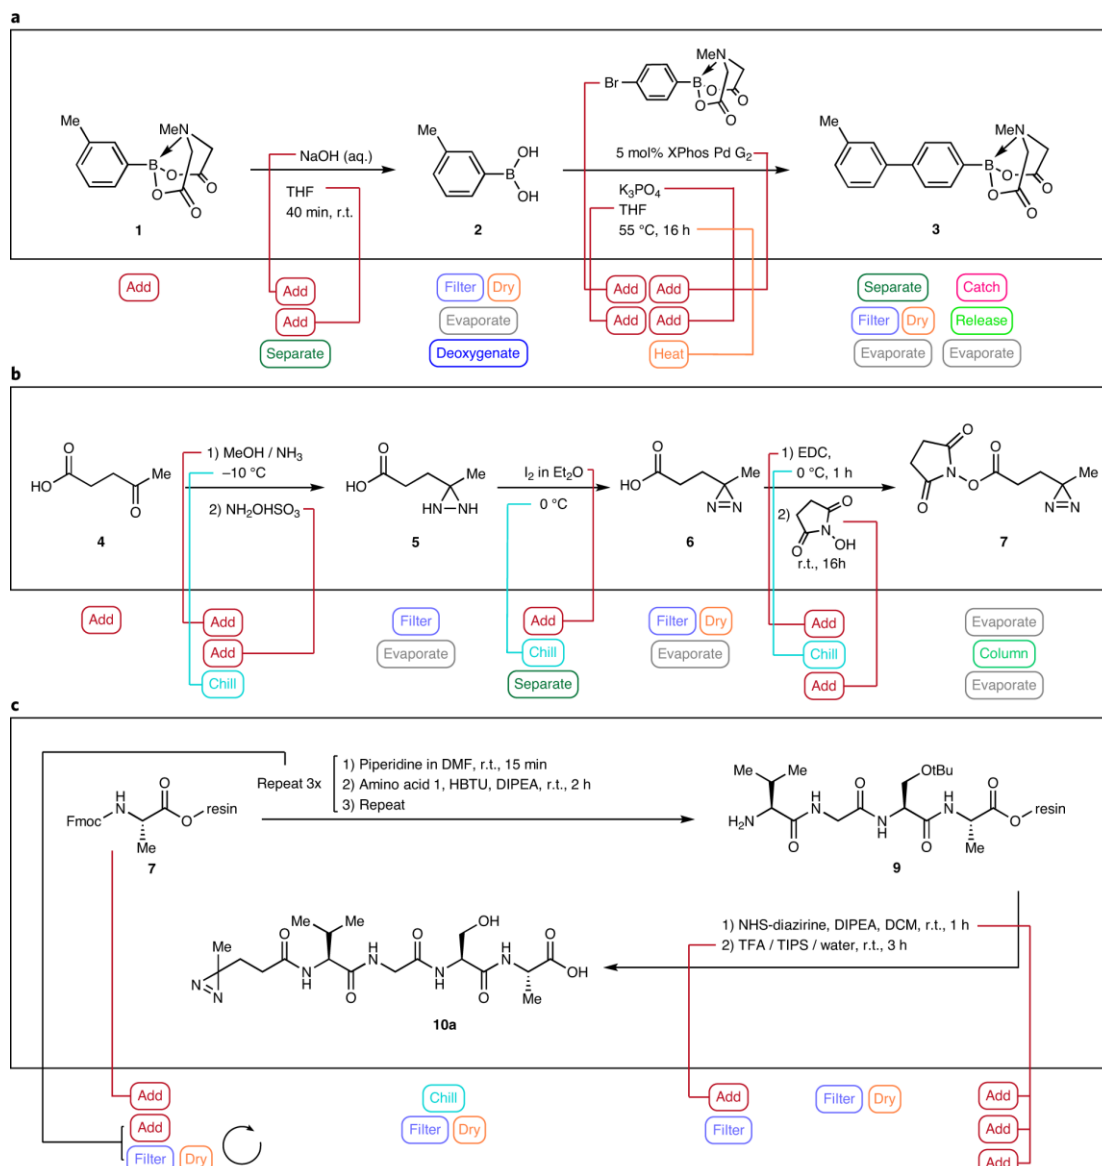 a
Me
MeN
B
O
O
O
O
1
NaOH (aq.)
THF
40 min, r.t.
Me
OH
B
OH
2
Br
MeN
B
O
O
O
O
5 mol% XPhos Pd G2
K3PO4
THF
55 °C, 16 h
Me
MeN
B
O
O
O
O
3
Add
Add
Add
Separate
Filter Dry
Evaporate
Deoxygenate
Add Add
Add Add
Heat
Separate Catch
Filter Dry Release
Evaporate Evaporate
b
O
HO
Me
O
4
1) MeOH / NH3
–10 °C
2) NH2OHSO3
O
HO
Me
HN–NH
5
I2 in Et2O
0 °C
O
HO
Me
N=N
6
1) EDC,
0 °C, 1 h
2)
O
N
OH
O
r.t., 16h
O
N
O
O
O
Me
N=N
7
Add
Add
Add
Chill
Filter
Evaporate
Add
Chill
Separate
Filter Dry
Evaporate
Add
Chill
Add
Evaporate
Column
Evaporate
c
Repeat 3x
1) Piperidine in DMF, r.t., 15 min
2) Amino acid 1, HBTU, DIPEA, r.t., 2 h
3) Repeat
Fmoc
H
N
O
O
resin
Me
7
Me Me
H2N
O
H
N
O
H
N
OtBu
O
H
N
O
O
resin
Me
9
1) NHS-diazirine, DIPEA, DCM, r.t., 1 h
2) TFA / TIPS / water, r.t., 3 h
Me
N=N
O
N
H
Me Me
O
H
N
O
N
H
OH
O
H
N
O
OH
Me
10a
Add
Add
Filter Dry
Chill
Filter Dry
Add
Filter
Filter Dry
Add
Add
Add